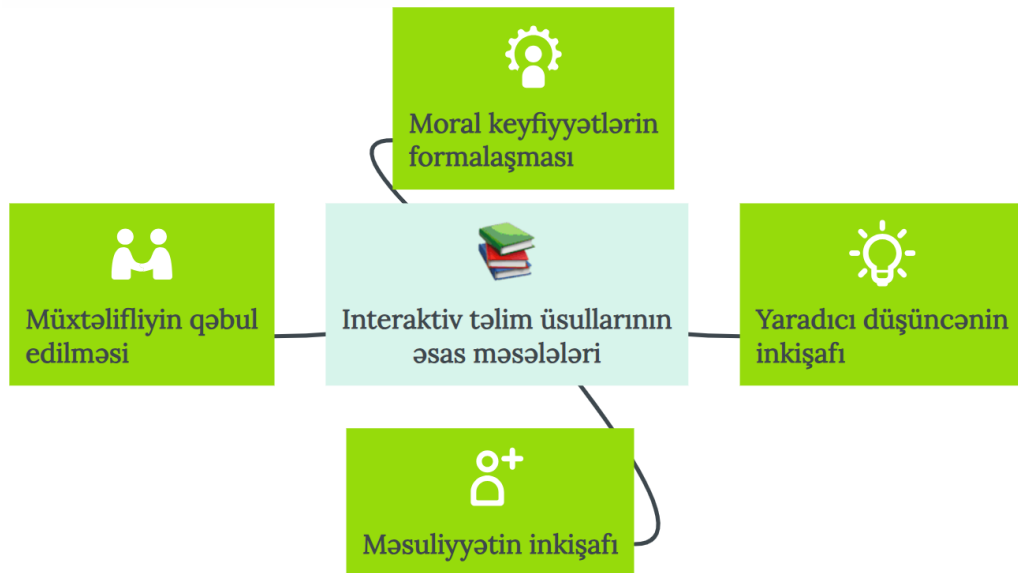 Moral keyfiyyətlərin
formalaşması
Müxtəlifliyin qəbul
edilməsi
Interaktiv təlim üsullarının
əsas məsələləri
Yaradıcı düşüncənin
inkişafı
Məsuliyyətin inkişafı